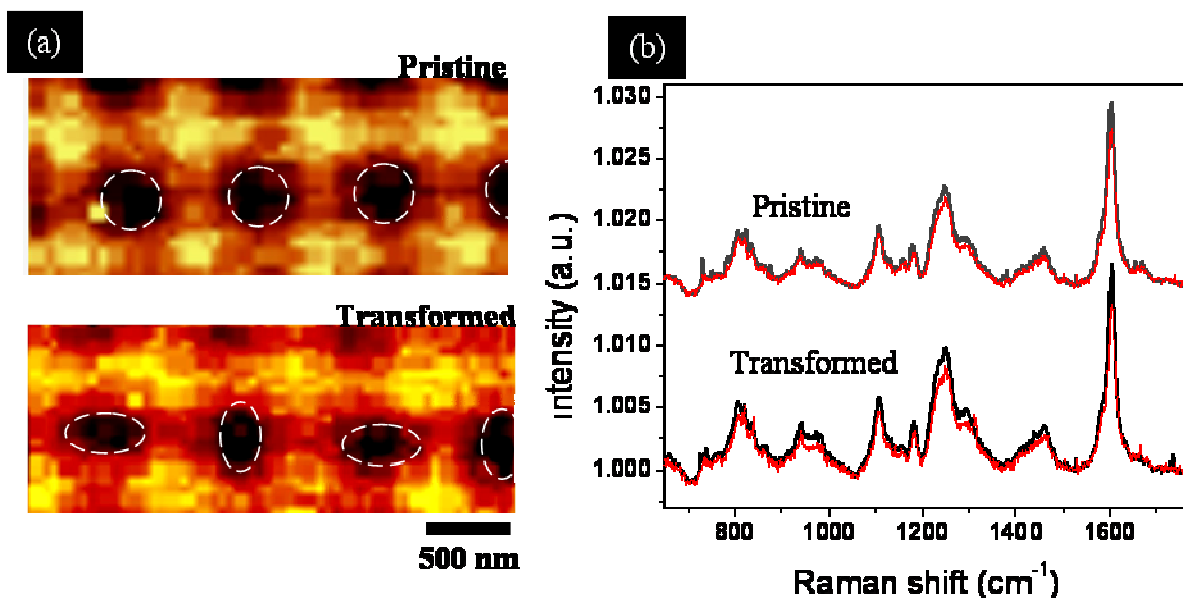 (a)
Pristine
Transformed
500 nm
(b)
1.030
1.025
1.020
1.015
1.010
1.005
1.000
intensity (a.u.)
Pristine
Transformed
800 1000 1200 1400 1600
Raman shift (cm⁻¹)